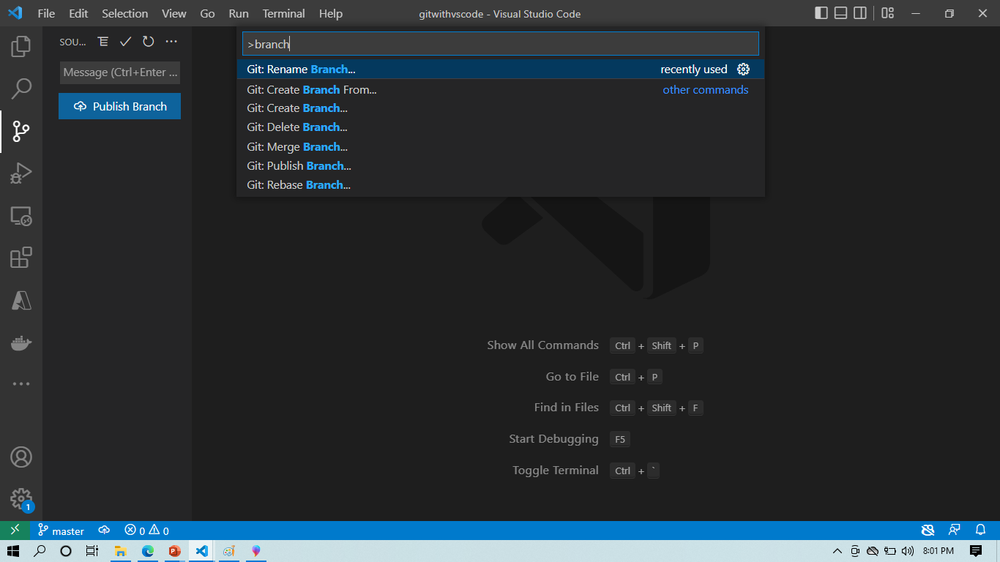 File Edit Selection View Go Run Terminal Help gitwithvscode - Visual Studio Code
SOU...
>branch
Message (Ctrl+Enter ...
Publish Branch
Git: Rename Branch... recently used
Git: Create Branch From... other commands
Git: Create Branch...
Git: Delete Branch...
Git: Merge Branch...
Git: Publish Branch...
Git: Rebase Branch...
Show All Commands Ctrl + Shift + P
Go to File Ctrl + P
Find in Files Ctrl + Shift + F
Start Debugging F5
Toggle Terminal Ctrl + `
1
master 0 0
8:01 PM